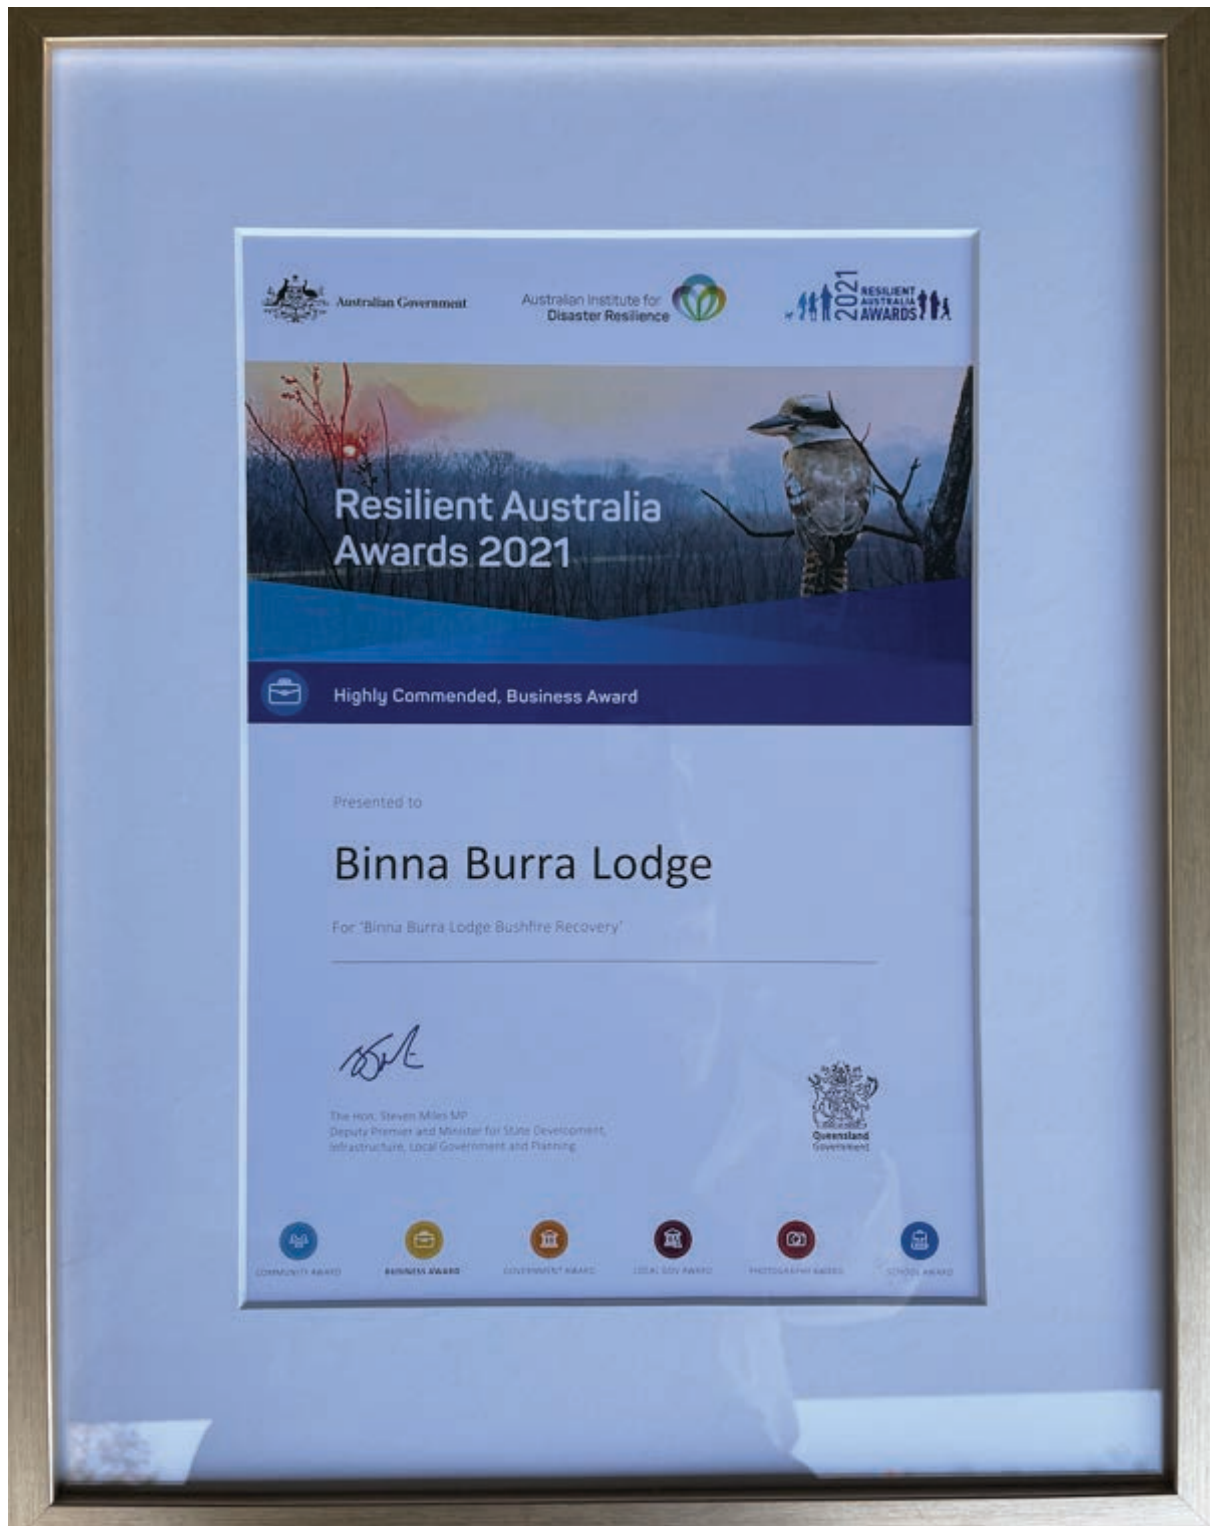 Australian Government
Australian Institute for
Disaster Resilience
2021
RESILIENT
AUSTRALIA
AWARDS
Resilient Australia
Awards 2021
Highly Commended, Business Award
Presented to
Binna Burra Lodge
For "Binna Burra Lodge Bushfire Recovery"
The Hon. Steven Miles MP
Deputy Premier and Minister for State Development,
Infrastructure, Local Government and Planning
Queensland
Government
COMMUNITY AWARD
BUSINESS AWARD
GOVERNMENT AWARD
LOCAL GOV AWARD
PHOTOGRAPHY AWARD
SCHOOL AWARD